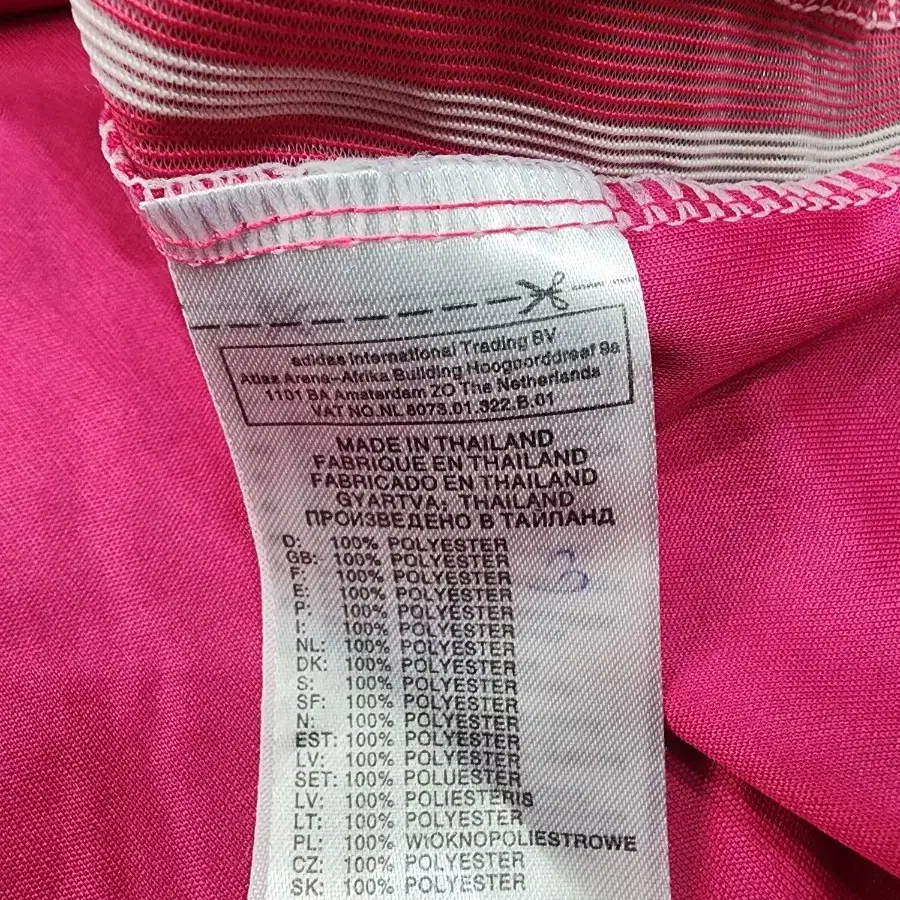 adidas International Trading BV
Atlas Arena-Afrika Building Hoogoorddreef 9a
1101 BA Amsterdam ZO The Netherlands
VAT NO.NL 8073.01.322.B.01
MADE IN THAILAND
FABRIQUE EN THAILAND
FABRICADO EN THAILAND
GYARTVA: THAILAND
ПРОИЗВЕДЕНО В ТАЙЛАНД
D: 100% POLYESTER
GB: 100% POLYESTER
F: 100% POLYESTER
E: 100% POLYESTER
P: 100% POLYESTER
I: 100% POLYESTER
NL: 100% POLYESTER
DK: 100% POLYESTER
S: 100% POLYESTER
SF: 100% POLYESTER
N: 100% POLYESTER
EST: 100% POLYESTER
LV: 100% POLYESTER
SET: 100% POLUESTER
LV: 100% POLIESTERIS
LT: 100% POLYESTER
PL: 100% WłOKNOPOLIESTROWE
CZ: 100% POLYESTER
SK: 100% POLYESTER